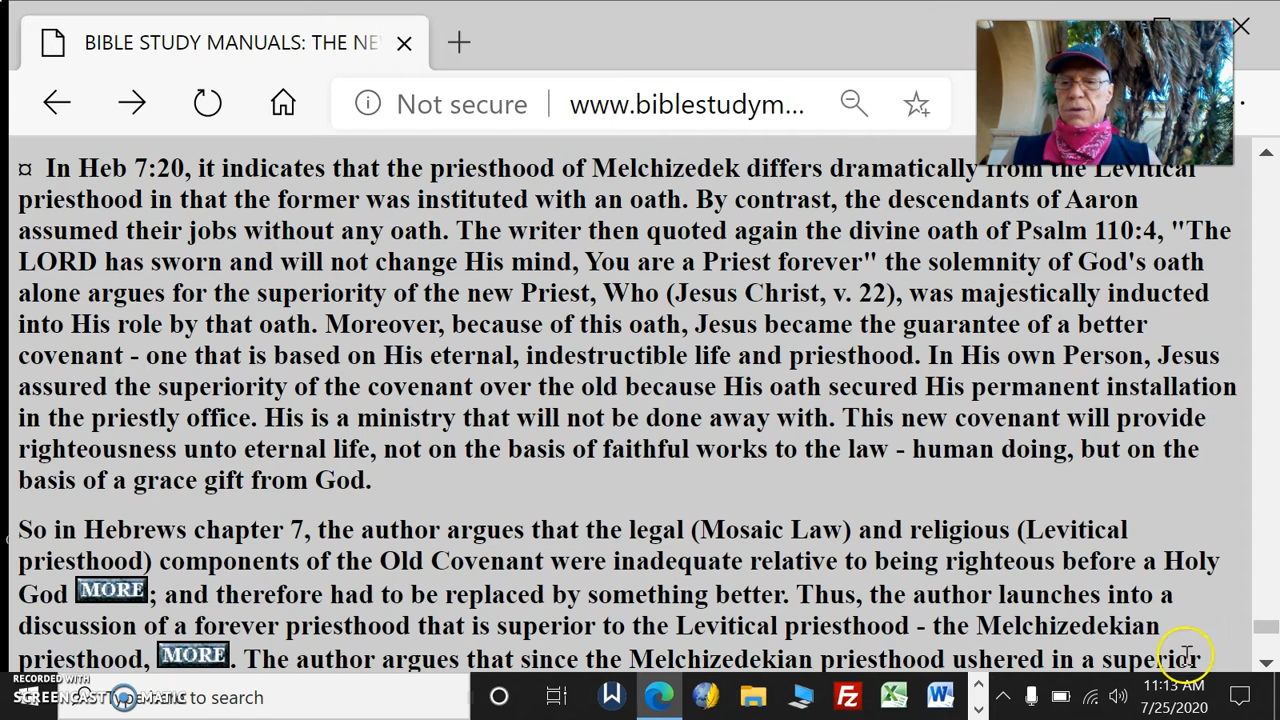 BIBLE STUDY MANUALS: THE NE
Not secure
www.biblestudym...
¤ In Heb 7:20, it indicates that the priesthood of Melchizedek differs dramatically from the Levitical
priesthood in that the former was instituted with an oath. By contrast, the descendants of Aaron
assumed their jobs without any oath. The writer then quoted again the divine oath of Psalm 110:4, "The
LORD has sworn and will not change His mind, You are a Priest forever" the solemnity of God's oath
alone argues for the superiority of the new Priest, Who (Jesus Christ, v. 22), was majestically inducted
into His role by that oath. Moreover, because of this oath, Jesus became the guarantee of a better
covenant - one that is based on His eternal, indestructible life and priesthood. In His own Person, Jesus
assured the superiority of the covenant over the old because His oath secured His permanent installation
in the priestly office. His is a ministry that will not be done away with. This new covenant will provide
righteousness unto eternal life, not on the basis of faithful works to the law - human doing, but on the
basis of a grace gift from God.
So in Hebrews chapter 7, the author argues that the legal (Mosaic Law) and religious (Levitical
priesthood) components of the Old Covenant were inadequate relative to being righteous before a Holy
God MORE ; and therefore had to be replaced by something better. Thus, the author launches into a
discussion of a forever priesthood that is superior to the Levitical priesthood - the Melchizedekian
priesthood, MORE . The author argues that since the Melchizedekian priesthood ushered in a superior
RECORDED WITH
SCREENCAST-O-MATIC
Type here to search
11:13 AM
7/25/2020